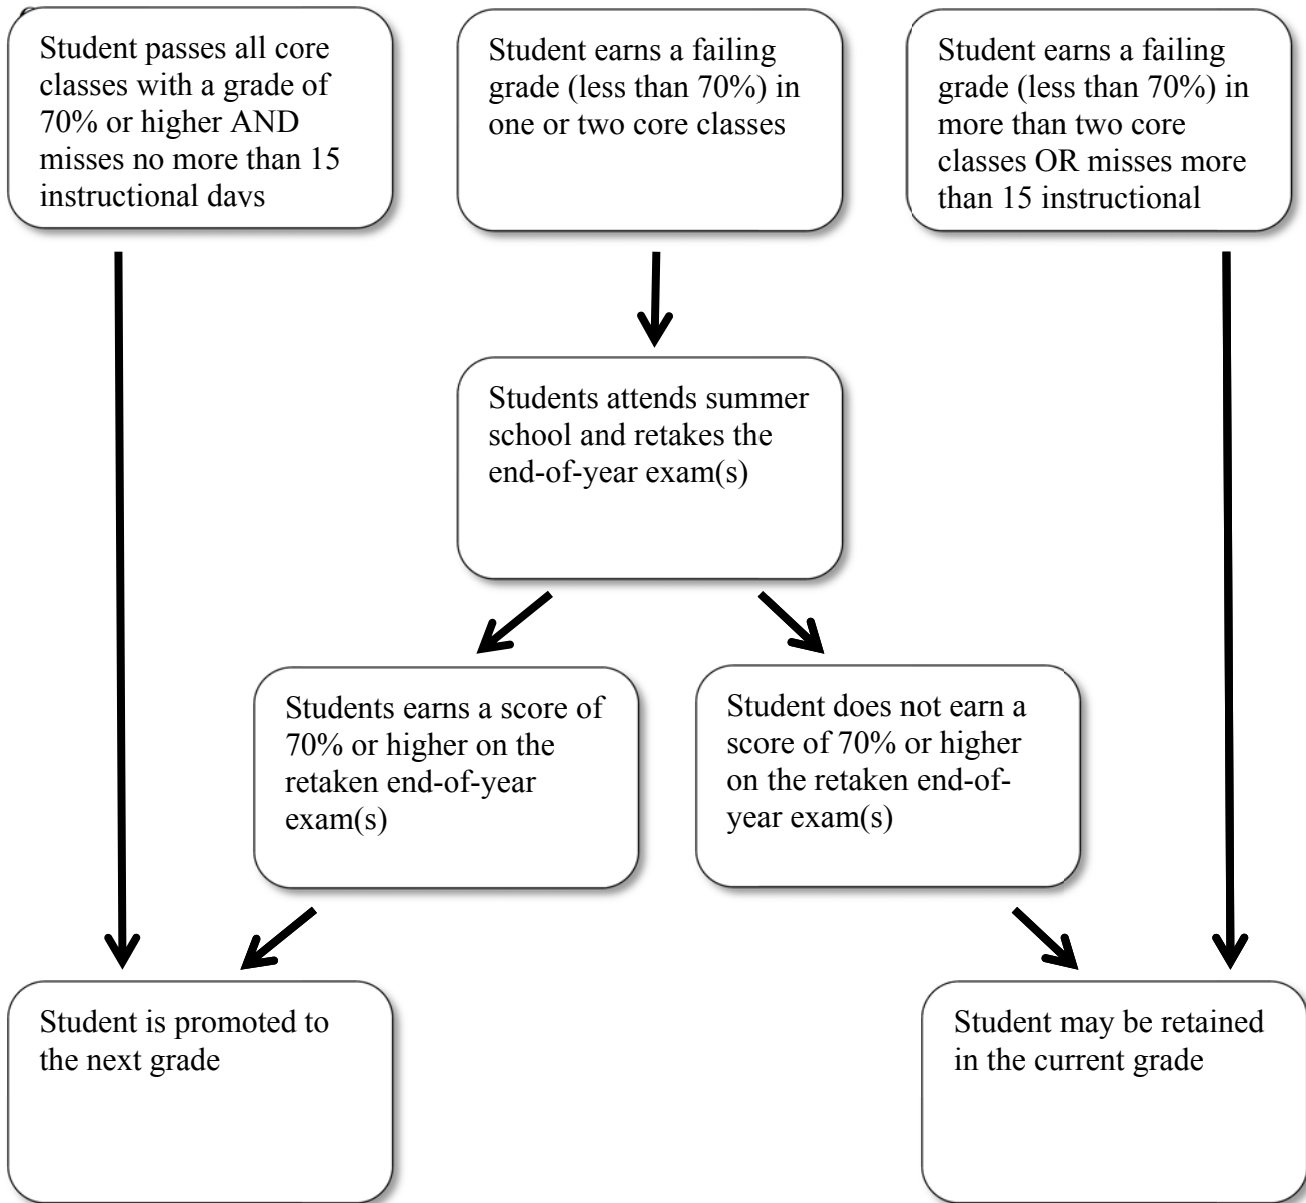 Student passes all core
classes with a grade of
70% or higher AND
misses no more than 15
instructional days
Student earns a failing
grade (less than 70%) in
one or two core classes
Student earns a failing
grade (less than 70%) in
more than two core
classes OR misses more
than 15 instructional
Students attends summer
school and retakes the
end-of-year exam(s)
Students earns a score of
70% or higher on the
retaken end-of-year
exam(s)
Student does not earn a
score of 70% or higher
on the retaken end-of-
year exam(s)
Student is promoted to
the next grade
Student may be retained
in the current grade